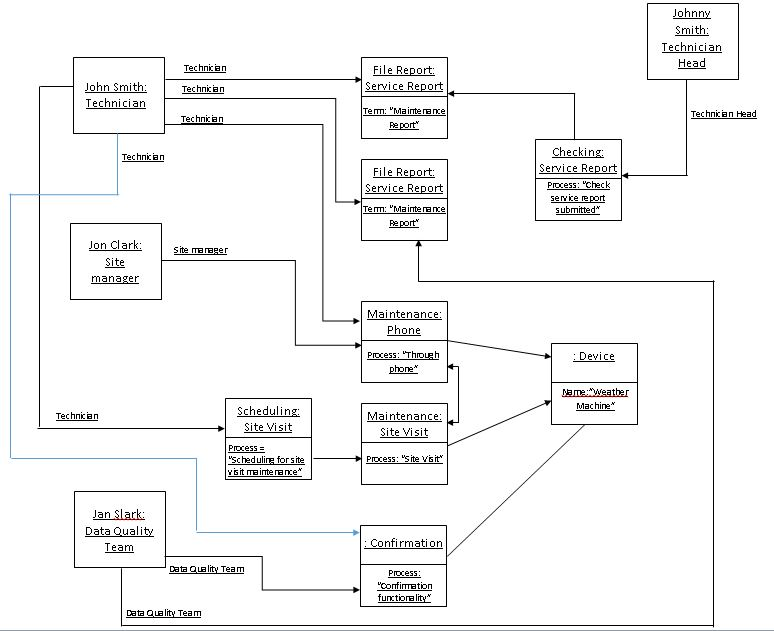 Johnny
Smith:
Technician
Head
Technician Head
John Smith:
Technician
Technician
Technician
Technician
Technician
File Report:
Service Report
Term: "Maintenance
Report"
File Report:
Service Report
Term: "Maintenance
Report"
Checking:
Service Report
Process: "Check
service report
submitted"
Jon Clark:
Site
manager
Site manager
Maintenance:
Phone
Process: "Through
phone"
: Device
Name:"Weather
Machine"
Technician
Scheduling:
Site Visit
Process =
"Scheduling for site
visit maintenance"
Maintenance:
Site Visit
Process: "Site Visit"
Jan Slark:
Data Quality
Team
Data Quality Team
Data Quality Team
: Confirmation
Process:
"Confirmation
functionality"